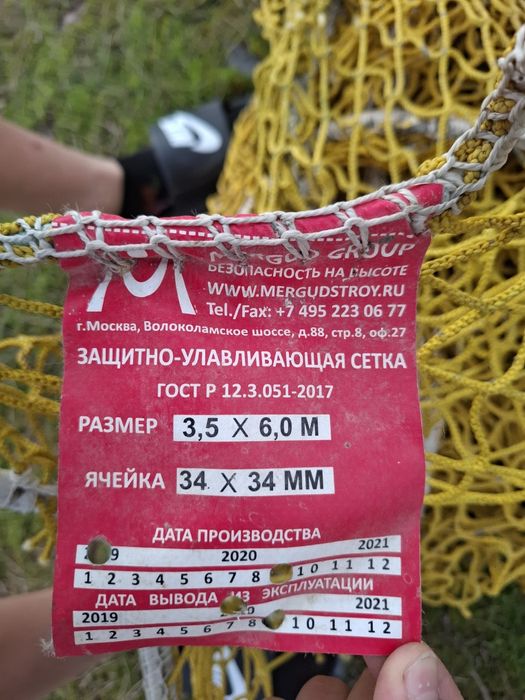 MERGUD GROUP
БЕЗОПАСНОСТЬ НА ВЫСОТЕ
WWW.MERGUDSTROY.RU
Tel./Fax: +7 495 223 06 77
г.Москва, Волоколамское шоссе, д.88, стр.8, оф.27
ЗАЩИТНО-УЛАВЛИВАЮЩАЯ СЕТКА
ГОСТ Р 12.3.051-2017
РАЗМЕР 3,5 X 6,0 М
ЯЧЕЙКА 34 X 34 ММ
ДАТА ПРОИЗВОДСТВА
2020 2021
1 2 3 4 5 6 7 8 10 11 12
ДАТА ВЫВОДА ИЗ ЭКСПЛУАТАЦИИ
2019 2021
1 2 3 4 5 6 7 8 10 11 12